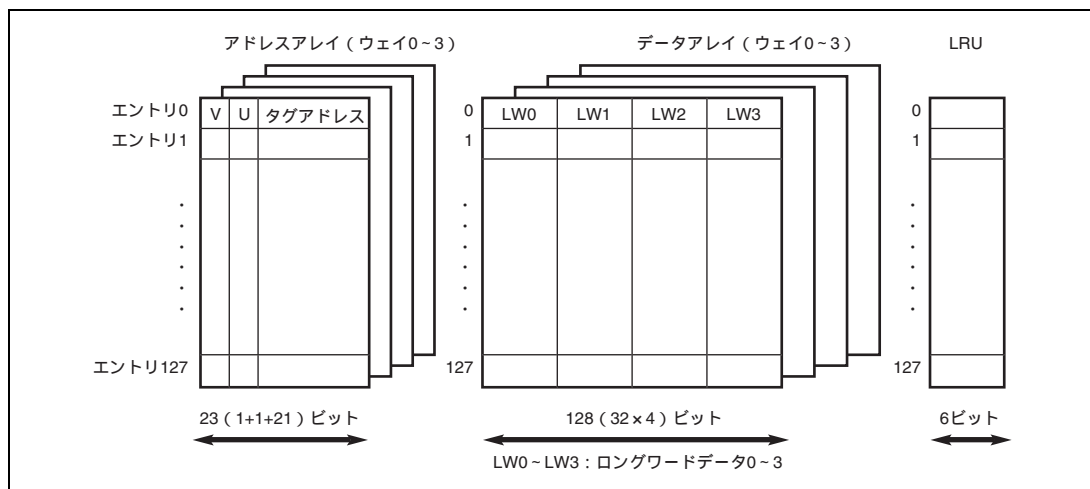 アドレスアレイ（ウェイ0~3） データアレイ（ウェイ0~3） LRU
エントリ0 V U タグアドレス 0 LW0 LW1 LW2 LW3 0
エントリ1 1 1
エントリ127 127 127
23（1+1+21）ビット 128（32×4）ビット 6ビット
LW0~LW3：ロングワードデータ0~3